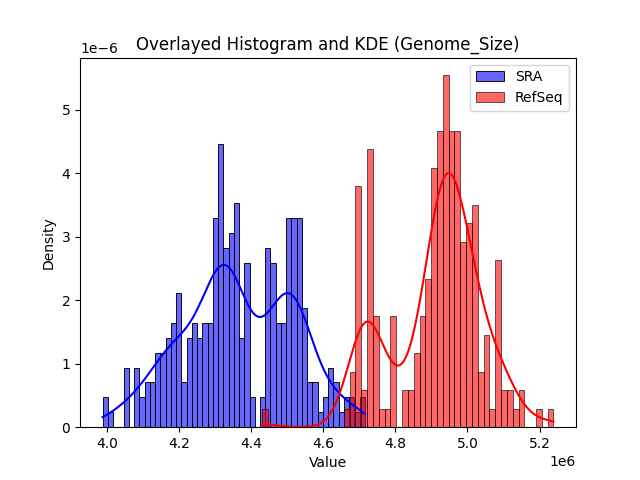 Overlayed Histogram and KDE (Genome_Size)
1e−6
SRA
RefSeq
5
4
3
2
1
0
Density
4.0 4.2 4.4 4.6 4.8 5.0 5.2
1e6
Value